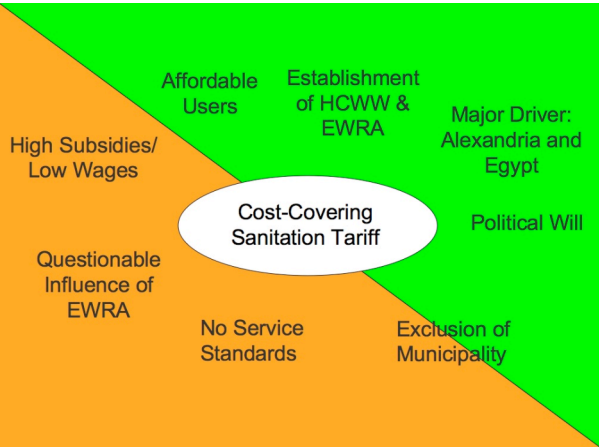 Affordable
Users
Establishment
of HCWW &
EWRA
Major Driver:
Alexandria and
Egypt
High Subsidies/
Low Wages
Cost-Covering
Sanitation Tariff
Political Will
Questionable
Influence of
EWRA
No Service
Standards
Exclusion of
Municipality